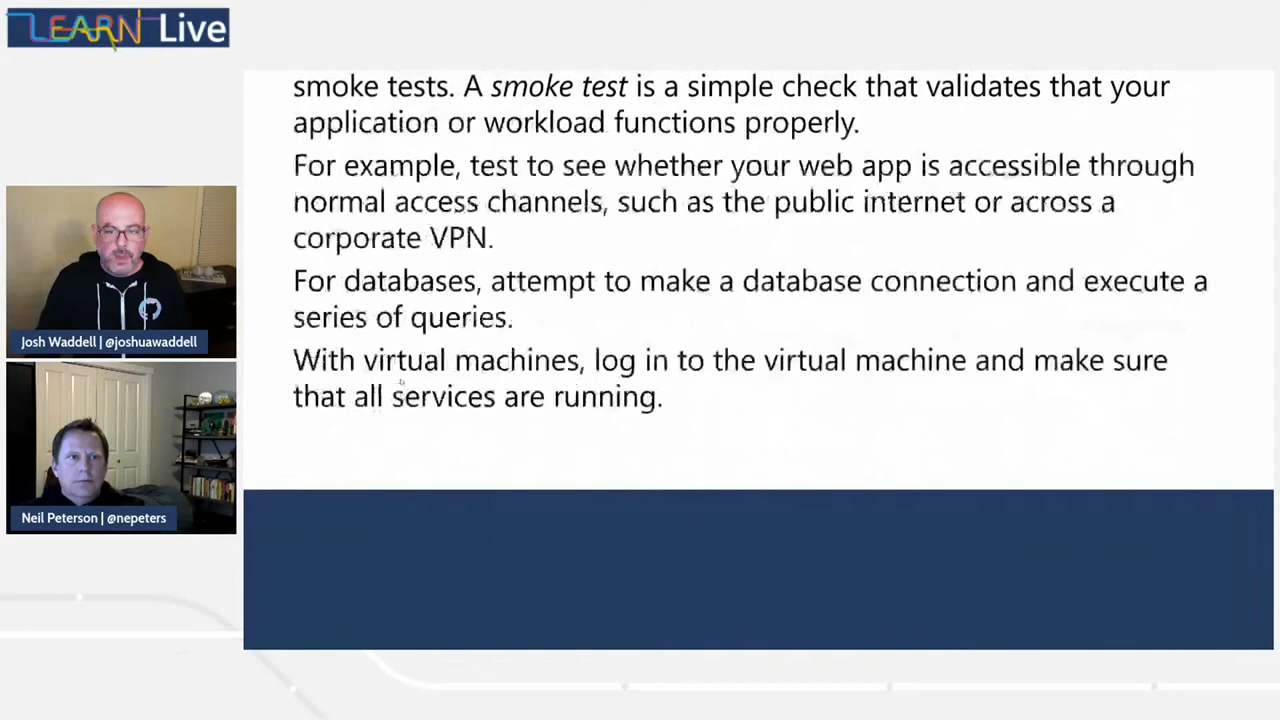 LEARN Live
smoke tests. A smoke test is a simple check that validates that your
application or workload functions properly.
For example, test to see whether your web app is accessible through
normal access channels, such as the public internet or across a
corporate VPN.
For databases, attempt to make a database connection and execute a
series of queries.
With virtual machines, log in to the virtual machine and make sure
that all services are running.
Josh Waddell | @joshuawaddell
Neil Peterson | @nepeters